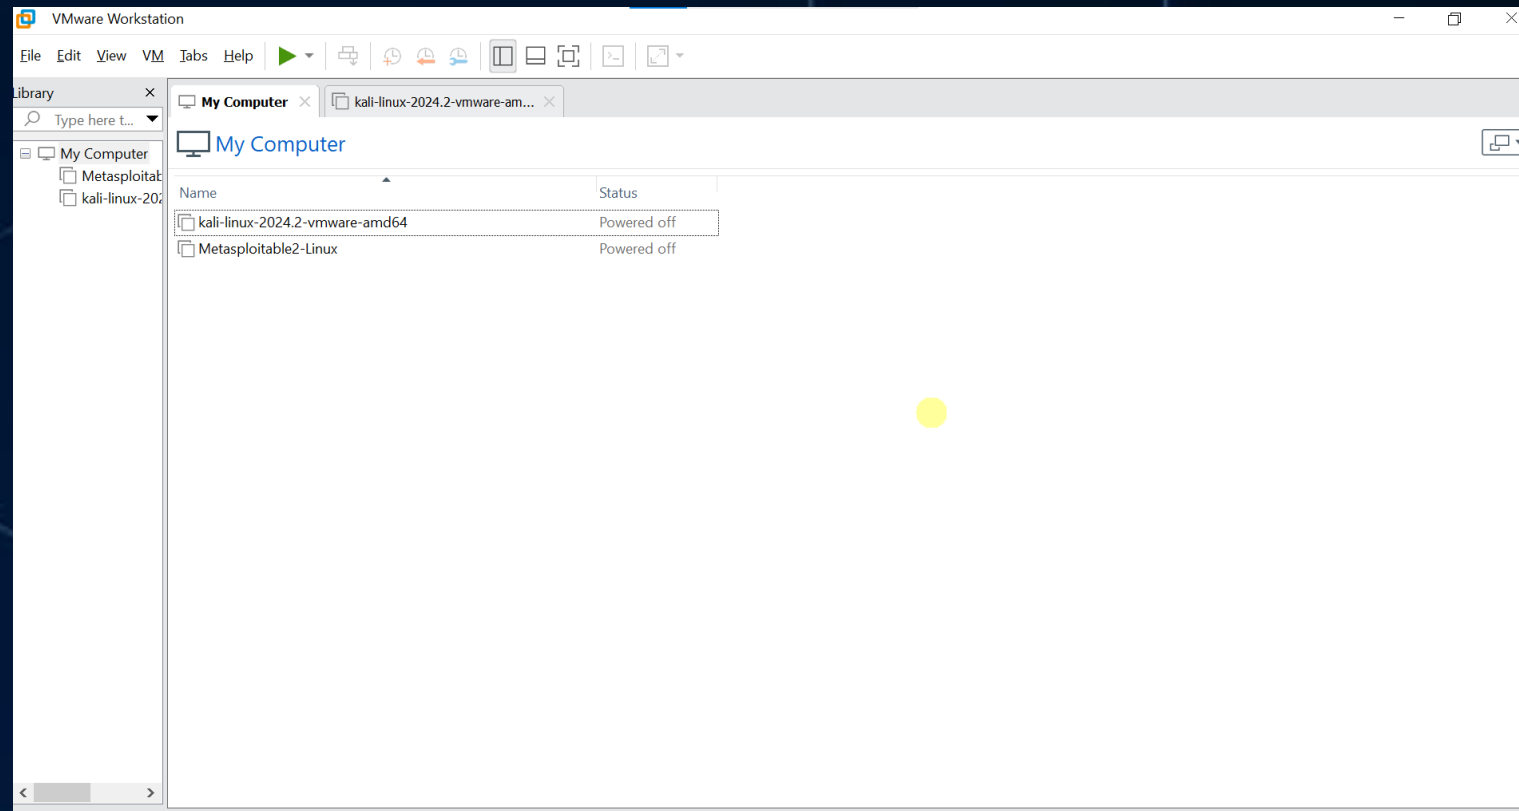 VMware Workstation
File Edit View VM Tabs Help
Library
Type here t...
My Computer
Metasploitab
kali-linux-202
My Computer
kali-linux-2024.2-vmware-am...
My Computer
Name Status
kali-linux-2024.2-vmware-amd64 Powered off
Metasploitable2-Linux Powered off